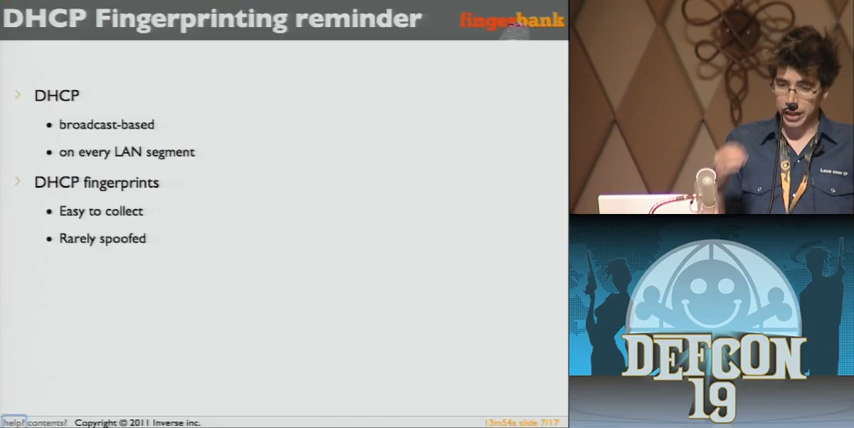 DHCP Fingerprinting reminder
fingerbank
DHCP
broadcast-based
on every LAN segment
DHCP fingerprints
Easy to collect
Rarely spoofed
help? contents? Copyright © 2011 Inverse inc.
13m54s slide 7/17
DEFCON
19